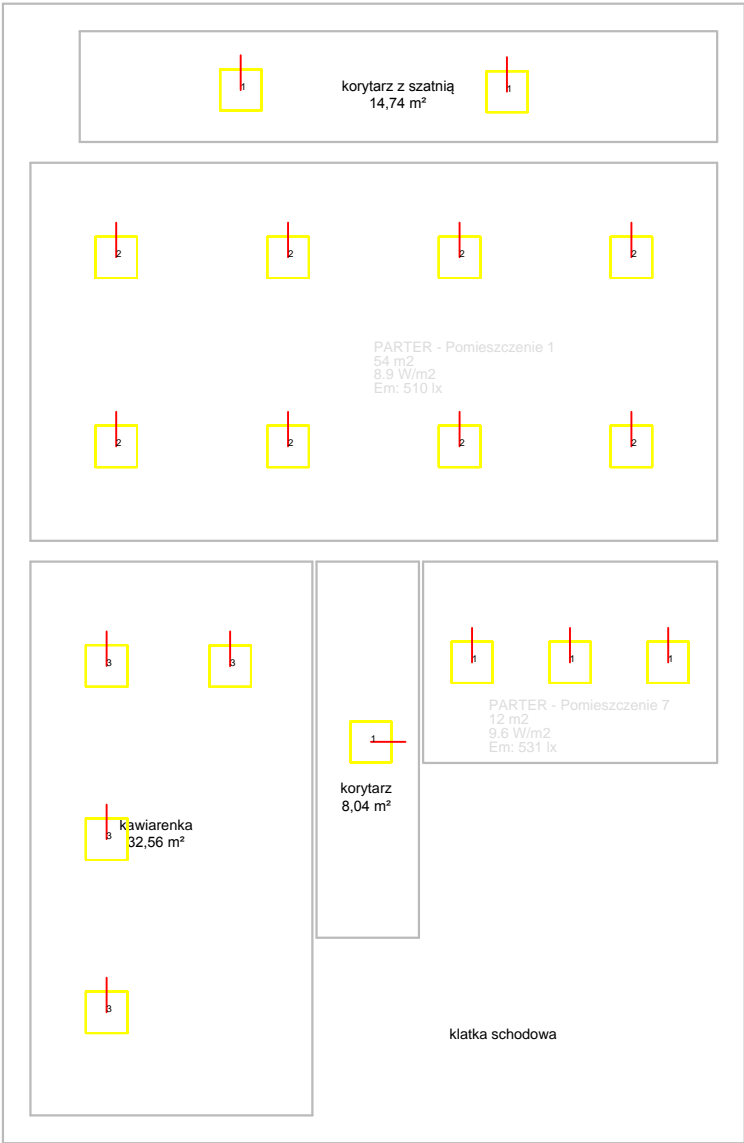 1
1
korytarz z szatnią
14,74 m²
2
2
2
2
PARTER - Pomieszczenie 1
54 m2
8.9 W/m2
Em: 510 lx
2
2
2
2
3
3
1
1
1
PARTER - Pomieszczenie 7
12 m2
9.6 W/m2
Em: 531 lx
1
korytarz
8,04 m²
kawiarenka
32,56 m²
3
3
klatka schodowa